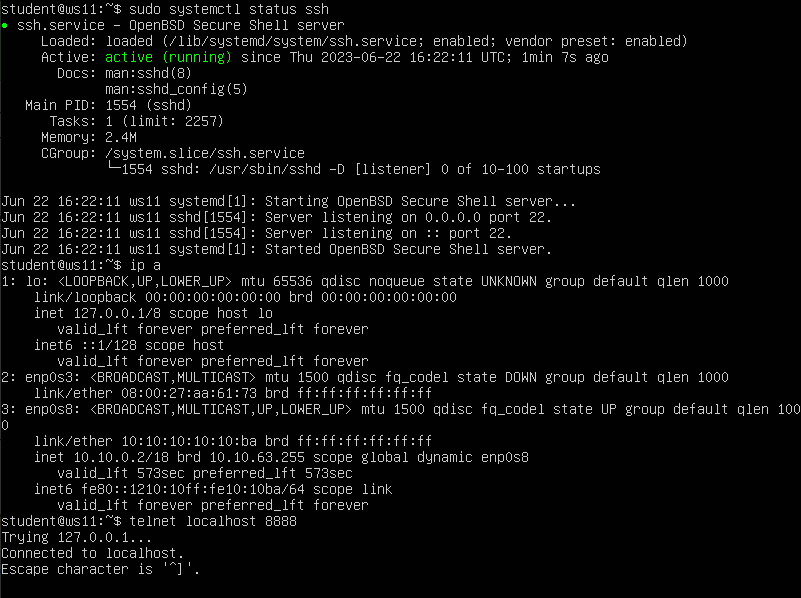 student@ws11:~$ sudo systemctl status ssh
● ssh.service - OpenBSD Secure Shell server
     Loaded: loaded (/lib/systemd/system/ssh.service; enabled; vendor preset: enabled)
     Active: active (running) since Thu 2023-06-22 16:22:11 UTC; 1min 7s ago
       Docs: man:sshd(8)
             man:sshd_config(5)
   Main PID: 1554 (sshd)
      Tasks: 1 (limit: 2257)
     Memory: 2.4M
     CGroup: /system.slice/ssh.service
             └─1554 sshd: /usr/sbin/sshd -D [listener] 0 of 10-100 startups

Jun 22 16:22:11 ws11 systemd[1]: Starting OpenBSD Secure Shell server...
Jun 22 16:22:11 ws11 sshd[1554]: Server listening on 0.0.0.0 port 22.
Jun 22 16:22:11 ws11 sshd[1554]: Server listening on :: port 22.
Jun 22 16:22:11 ws11 systemd[1]: Started OpenBSD Secure Shell server.
student@ws11:~$ ip a
1: lo: <LOOPBACK,UP,LOWER_UP> mtu 65536 qdisc noqueue state UNKNOWN group default qlen 1000
    link/loopback 00:00:00:00:00:00 brd 00:00:00:00:00:00
    inet 127.0.0.1/8 scope host lo
       valid_lft forever preferred_lft forever
    inet6 ::1/128 scope host
       valid_lft forever preferred_lft forever
2: enp0s3: <BROADCAST,MULTICAST> mtu 1500 qdisc fq_codel state DOWN group default qlen 1000
    link/ether 08:00:27:aa:61:73 brd ff:ff:ff:ff:ff:ff
3: enp0s8: <BROADCAST,MULTICAST,UP,LOWER_UP> mtu 1500 qdisc fq_codel state UP group default qlen 100
0
    link/ether 10:10:10:10:10:ba brd ff:ff:ff:ff:ff:ff
    inet 10.10.0.2/18 brd 10.10.63.255 scope global dynamic enp0s8
       valid_lft 573sec preferred_lft 573sec
    inet6 fe80::1210:10ff:fe10:10ba/64 scope link
       valid_lft forever preferred_lft forever
student@ws11:~$ telnet localhost 8888
Trying 127.0.0.1...
Connected to localhost.
Escape character is '^]'.